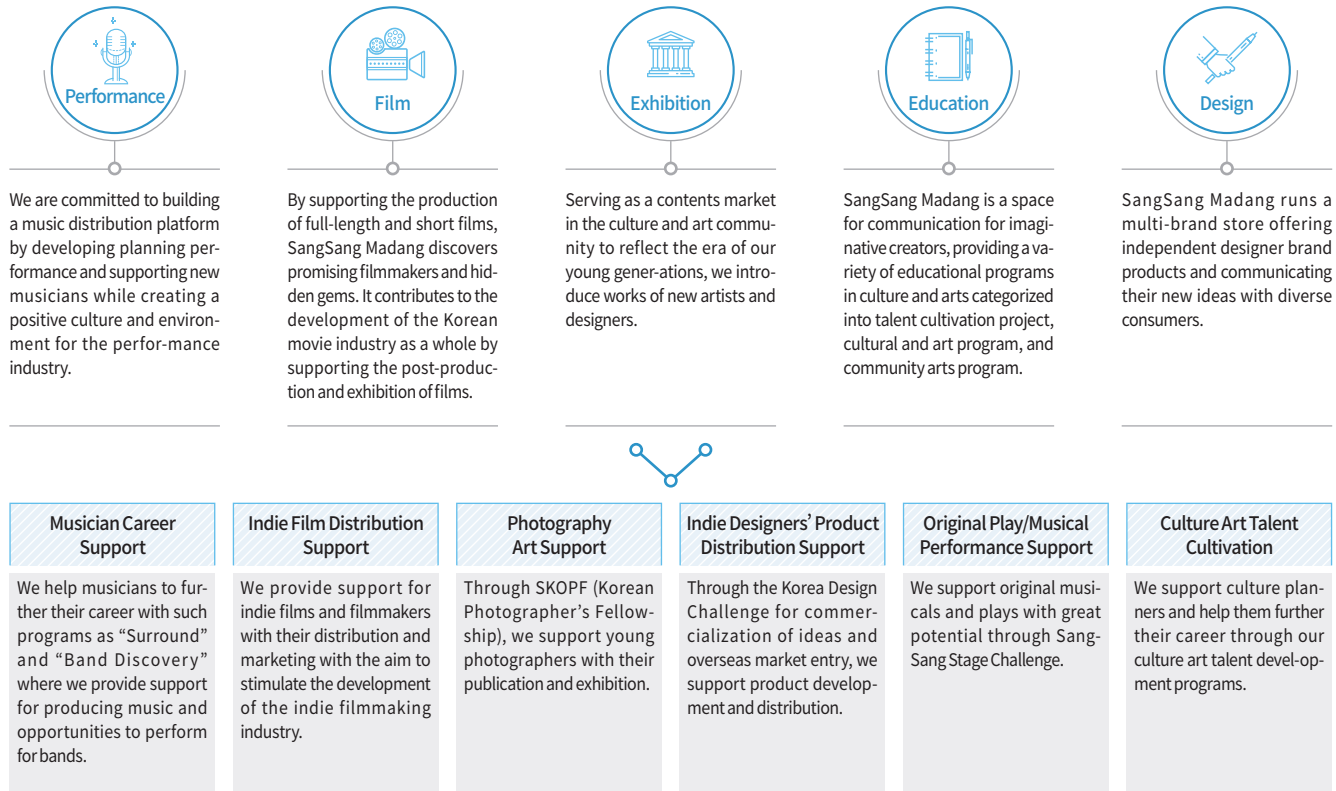 Performance
We are committed to building
a music distribution platform
by developing planning per-
formance and supporting new
musicians while creating a
positive culture and environ-
ment for the perfor-mance
industry.
Film
By supporting the production
of full-length and short films,
SangSang Madang discovers
promising filmmakers and hid-
den gems. It contributes to the
development of the Korean
movie industry as a whole by
supporting the post-produc-
tion and exhibition of films.
Exhibition
Serving as a contents market
in the culture and art commu-
nity to reflect the era of our
young gener-ations, we intro-
duce works of new artists and
designers.
Education
SangSang Madang is a space
for communication for imagi-
native creators, providing a va-
riety of educational programs
in culture and arts categorized
into talent cultivation project,
cultural and art program, and
community arts program.
Design
SangSang Madang runs a
multi-brand store offering
independent designer brand
products and communicating
their new ideas with diverse
consumers.
Musician Career
Support
We help musicians to fur-
ther their career with such
programs as “Surround”
and “Band Discovery”
where we provide support
for producing music and
opportunities to perform
for bands.
Indie Film Distribution
Support
We provide support for
indie films and filmmakers
with their distribution and
marketing with the aim to
stimulate the development
of the indie filmmaking
industry.
Photography
Art Support
Through SKOPF (Korean
Photographer’s Fellow-
ship), we support young
photographers with their
publication and exhibition.
Indie Designers’ Product
Distribution Support
Through the Korea Design
Challenge for commer-
cialization of ideas and
overseas market entry, we
support product develop-
ment and distribution.
Original Play/Musical
Performance Support
We support original musi-
cals and plays with great
potential through Sang-
Sang Stage Challenge.
Culture Art Talent
Cultivation
We support culture plan-
ners and help them further
their career through our
culture art talent devel-op-
ment programs.